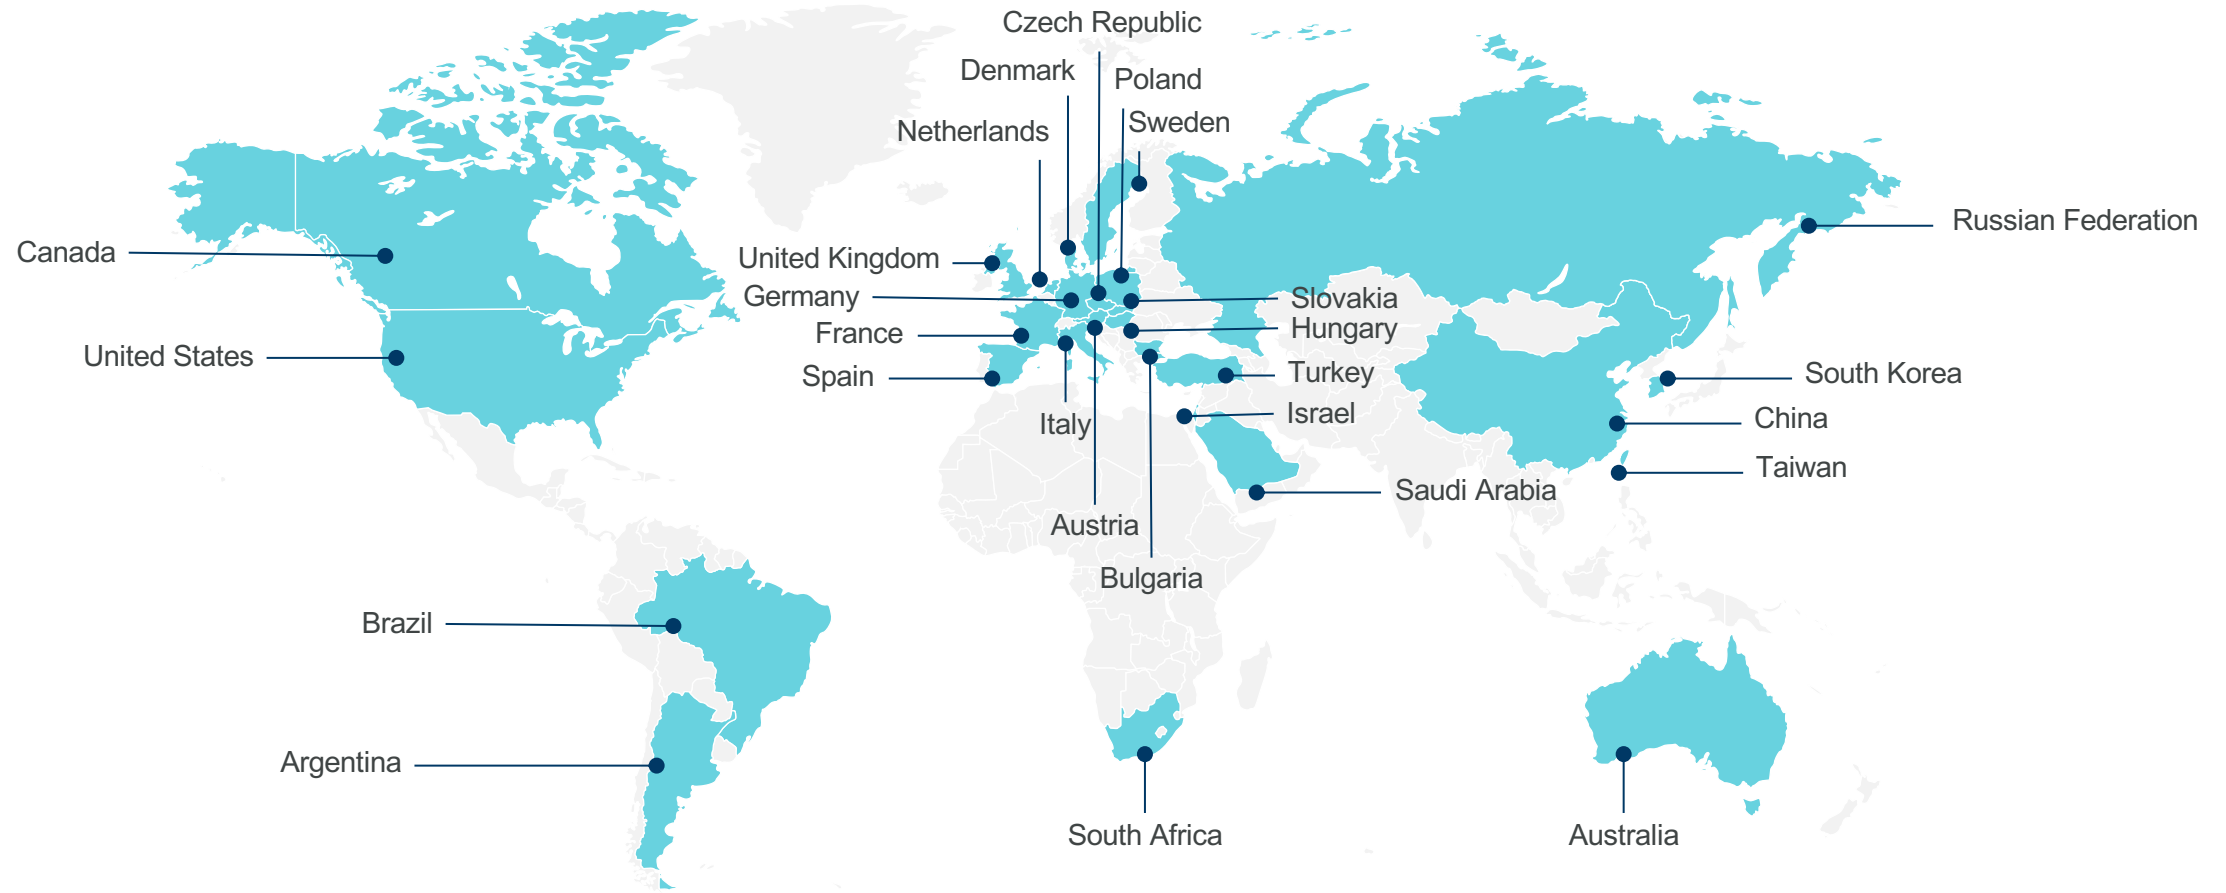 Czech Republic
Denmark
Poland
Sweden
Netherlands
Russian Federation
Canada
United Kingdom
Germany
Slovakia
France
Hungary
United States
Spain
Turkey
South Korea
Israel
Italy
China
Taiwan
Saudi Arabia
Austria
Bulgaria
Brazil
Argentina
South Africa
Australia